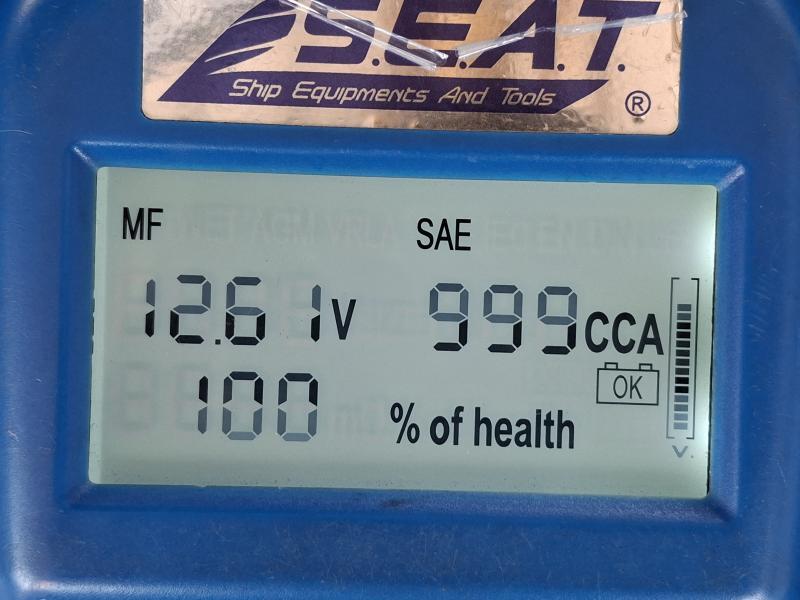 S.E.A.T.
Ship Equipments And Tools ®
MF SAE
12.61V 999CCA
OK
100 % of health